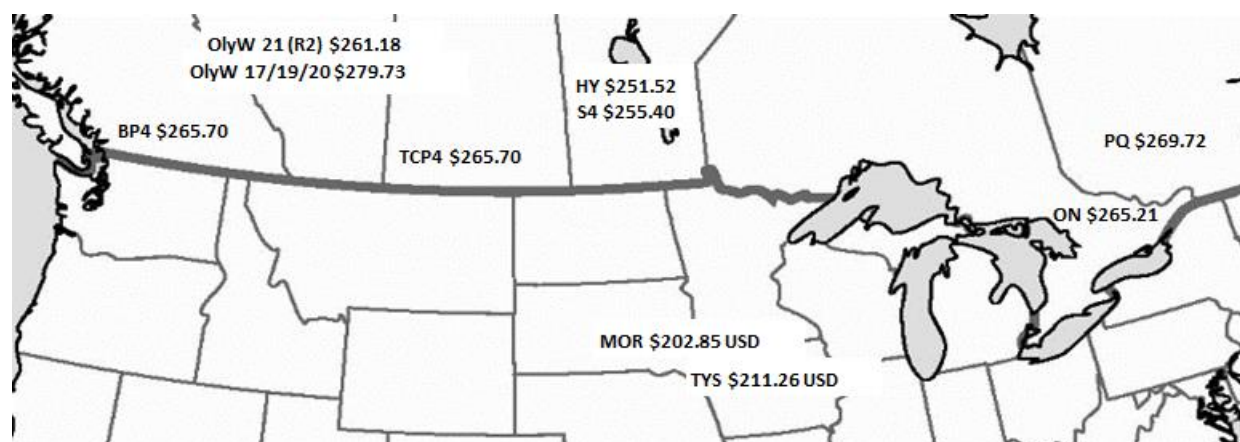 OlyW 21 (R2) $261.18
OlyW 17/19/20 $279.73
HY $251.52
S4 $255.40
BP4 $265.70
TCP4 $265.70
PQ $269.72
ON $265.21
MOR $202.85 USD
TYS $211.26 USD